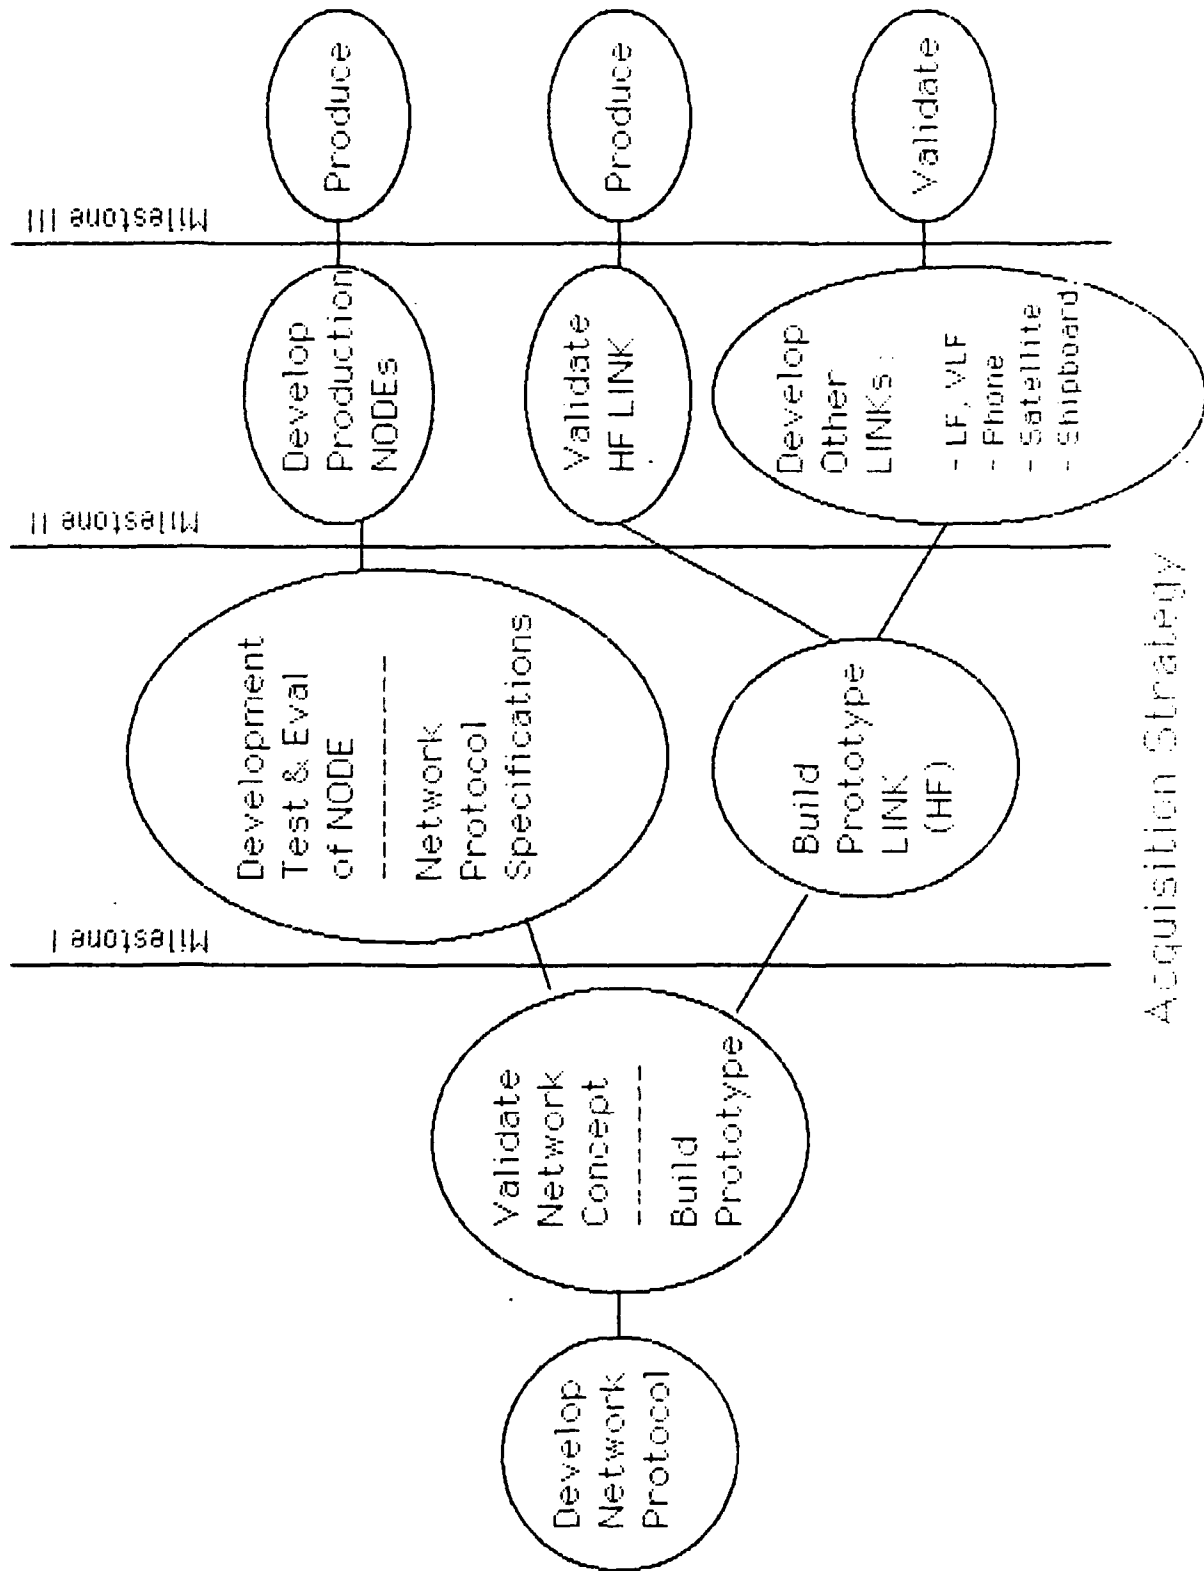 Develop
Network
Protocol
Validate
Network
Concept
--------
Build
Prototype
Milestone I
Development
Test & Eval
of NODE
----------
Network
Protocol
Specifications
Build
Prototype
LINK
(HF)
Milestone II
Develop
Production
NODEs
Validate
HF LINK
Develop
Other
LINKs:
- LF, VLF
- Phone
- Satellite
- Shipboard
Milestone III
Produce
Produce
Validate
Acquisition Strategy